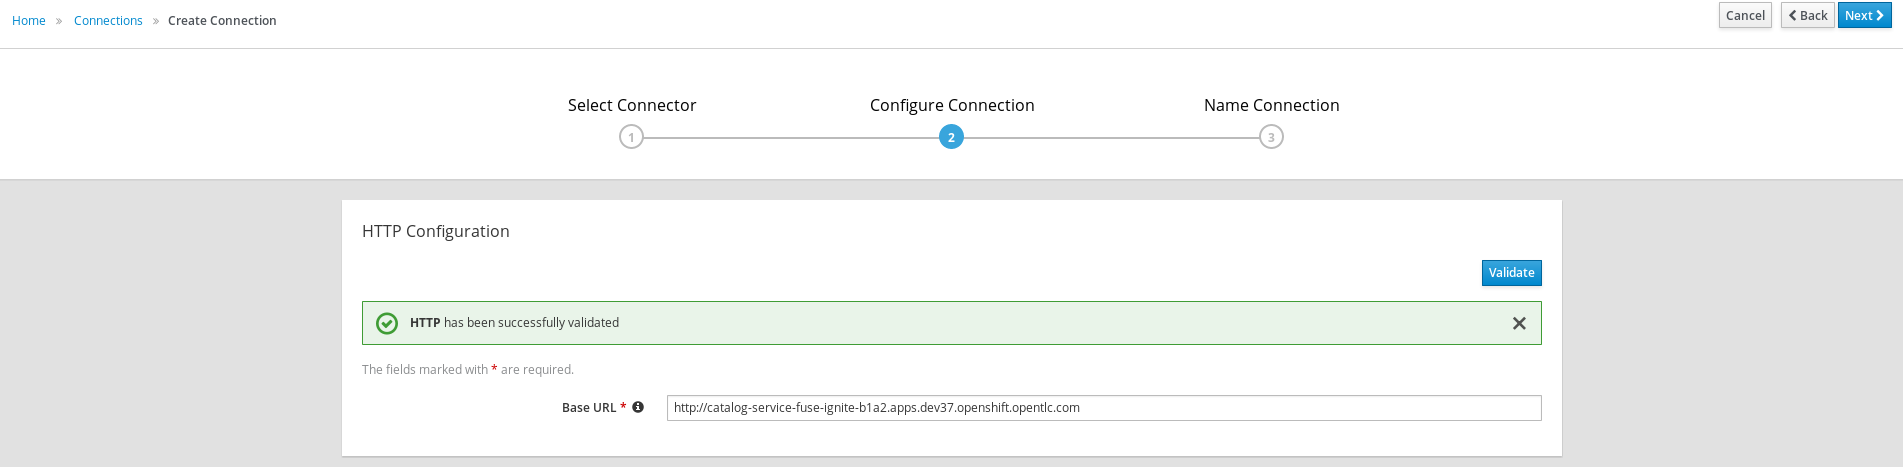 Home » Connections » Create Connection
Cancel Back Next
Select Connector Configure Connection Name Connection
1 2 3
HTTP Configuration
Validate
HTTP has been successfully validated
The fields marked with * are required.
Base URL * http://catalog-service-fuse-ignite-b1a2.apps.dev37.openshift.opentlc.com